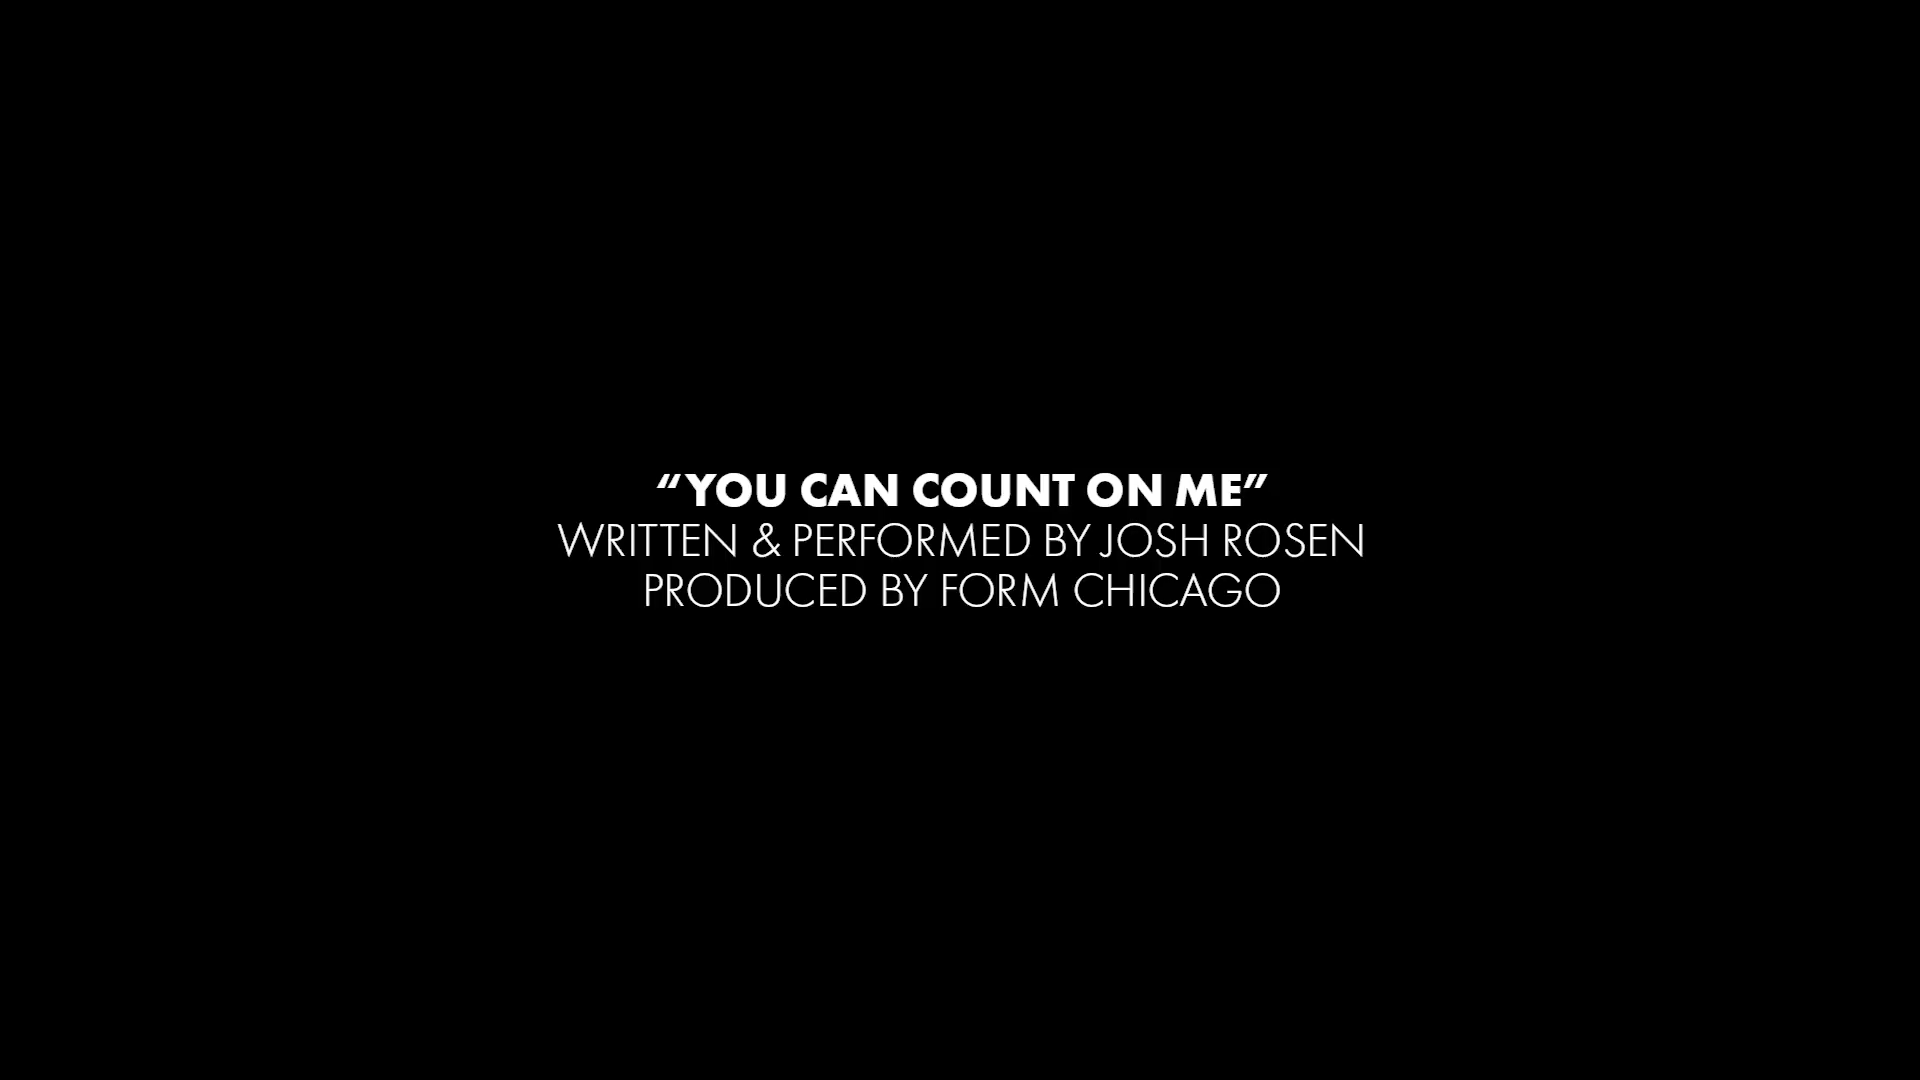 “YOU CAN COUNT ON ME”
WRITTEN & PERFORMED BY JOSH ROSEN
PRODUCED BY FORM CHICAGO